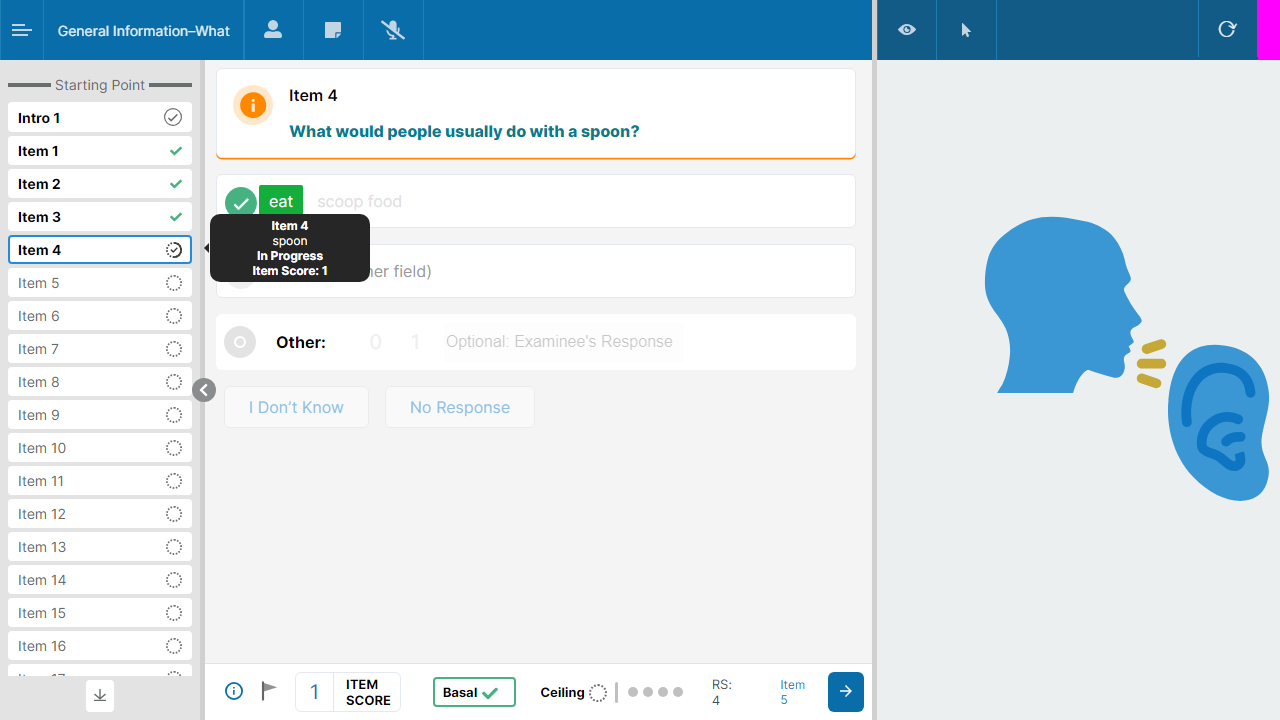 General Information–What
Starting Point
Intro 1
Item 1
Item 2
Item 3
Item 4
Item 5
Item 6
Item 7
Item 8
Item 9
Item 10
Item 11
Item 12
Item 13
Item 14
Item 15
Item 16
Item 4
What would people usually do with a spoon?
eat scoop food
Item 4
spoon
In Progress
Item Score: 1
field)
Other: 0 1 Optional: Examinee's Response
I Don't Know No Response
1 ITEM SCORE
Basal
Ceiling
RS:
4
Item
5